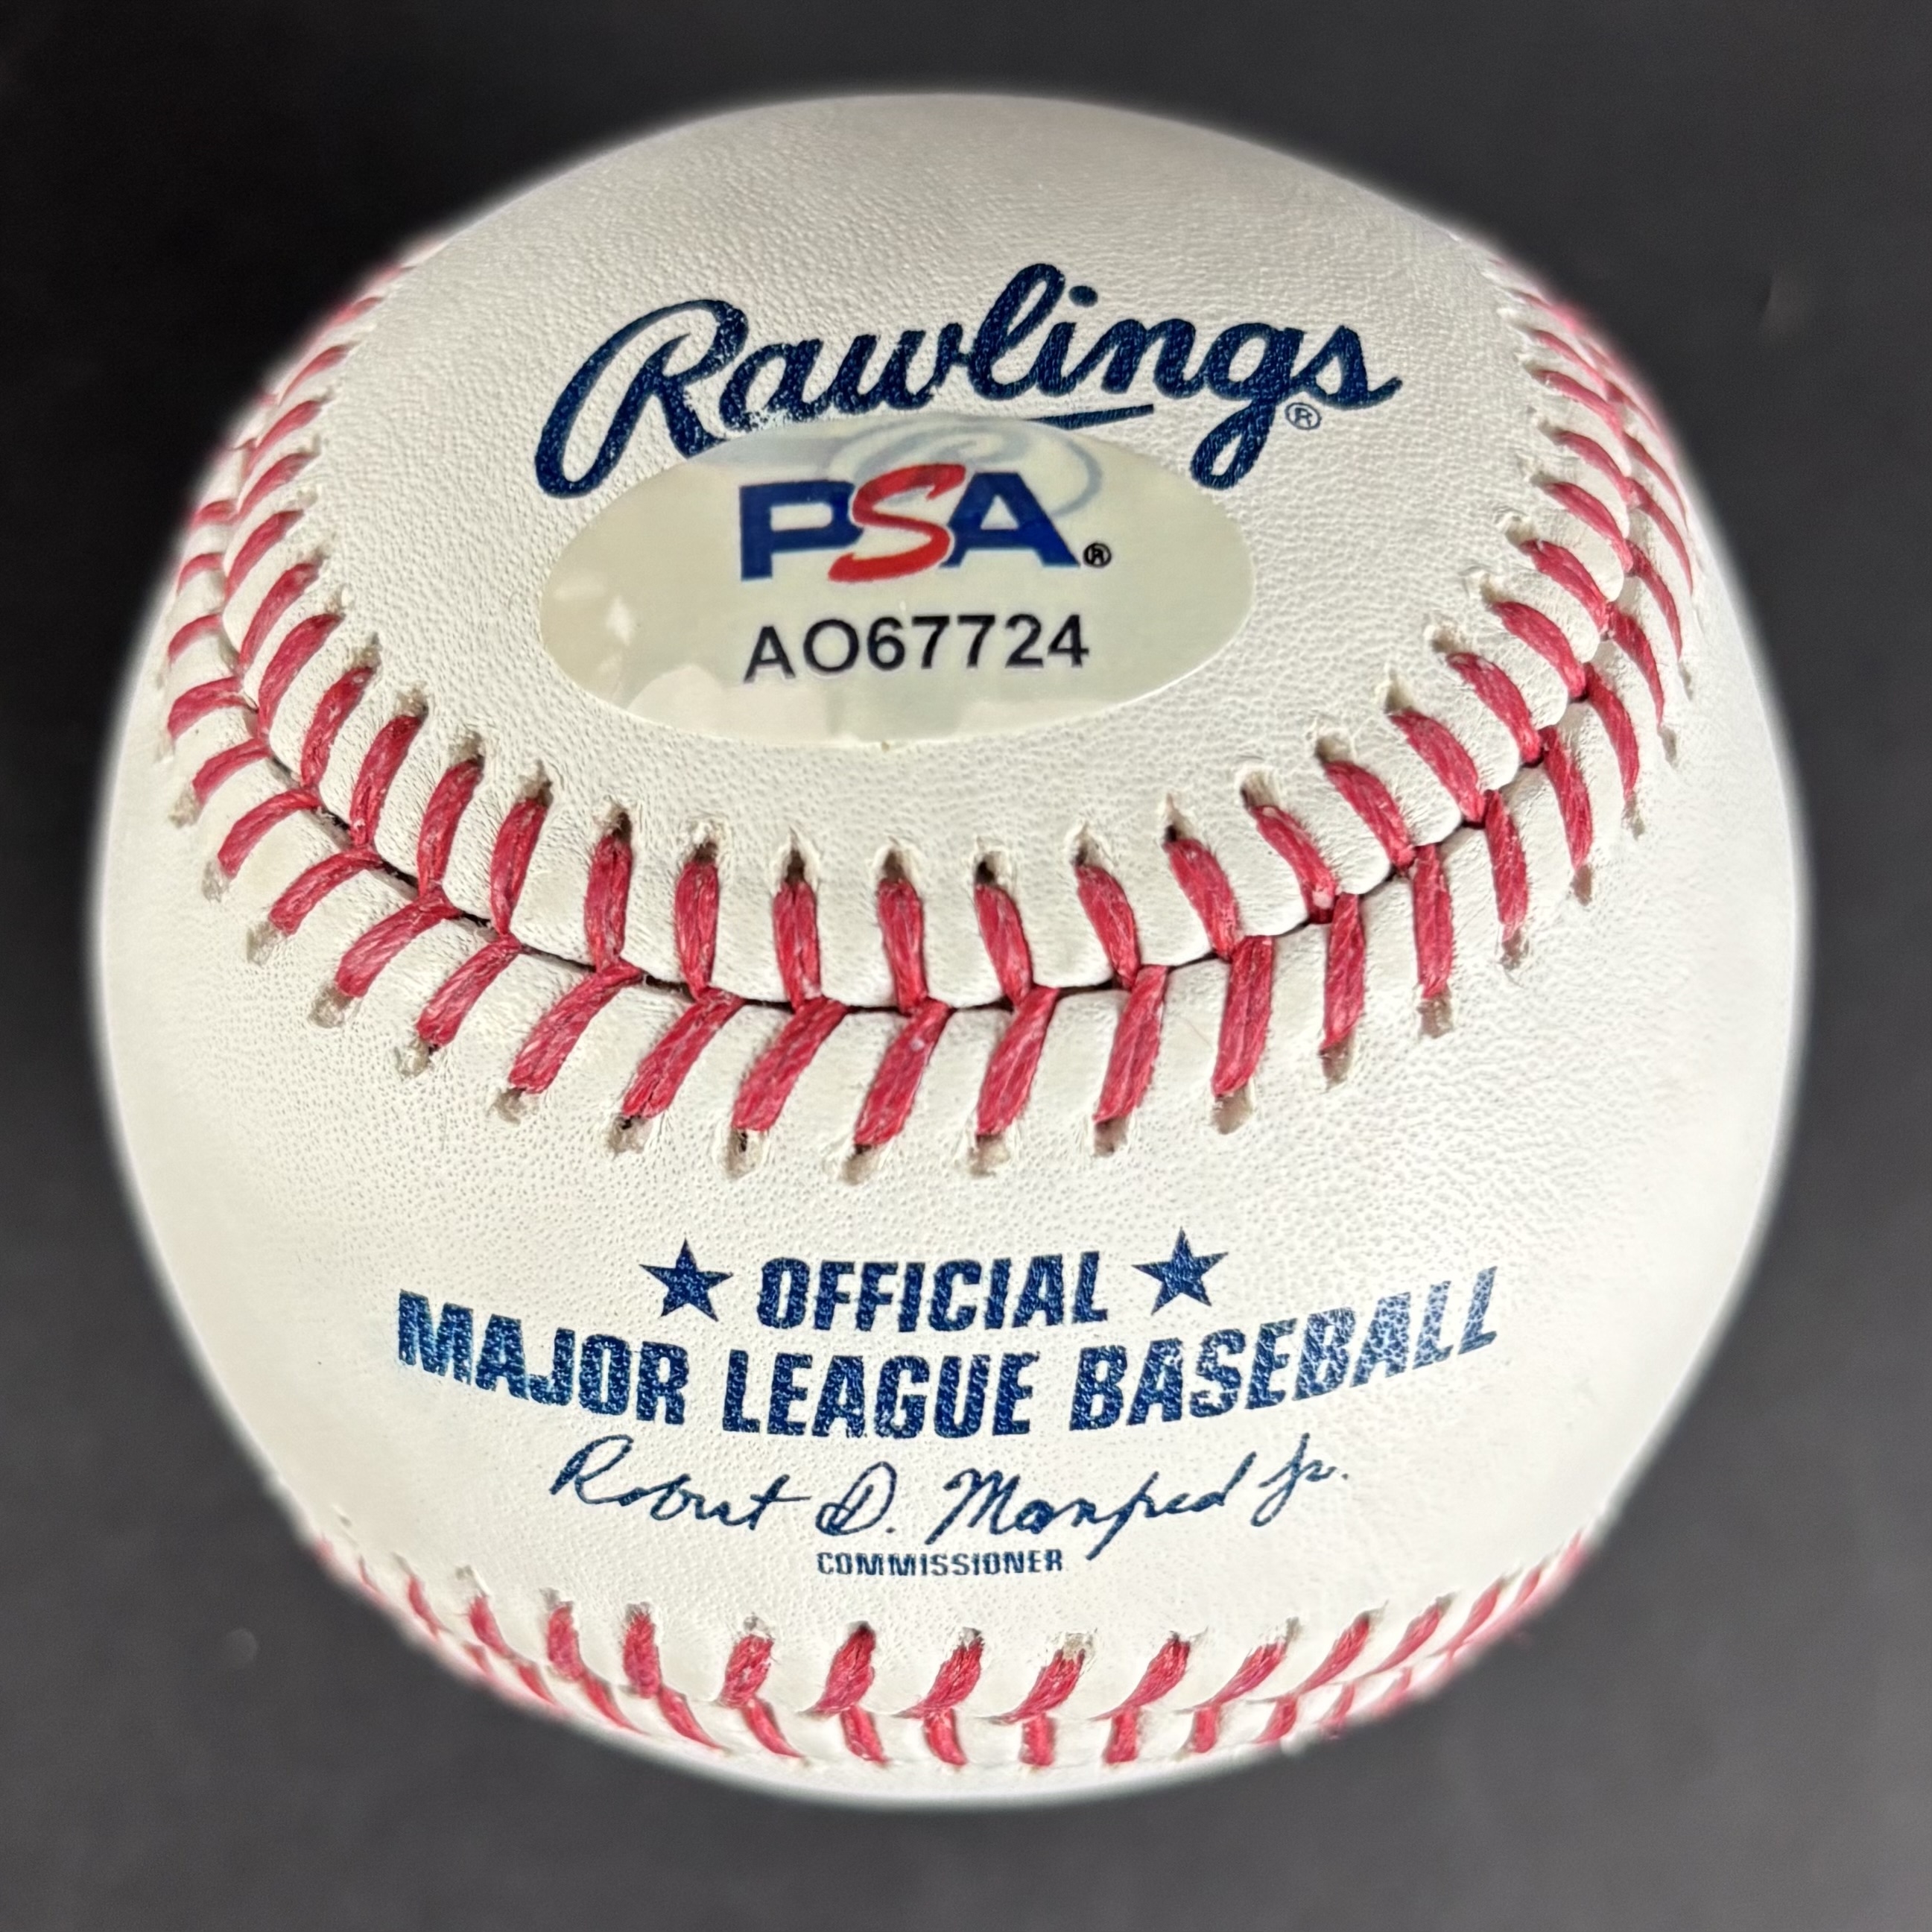 Rawlings®
PSA®
AO67724
★ OFFICIAL ★
MAJOR LEAGUE BASEBALL
Robert D. Manfred Jr.
COMMISSIONER